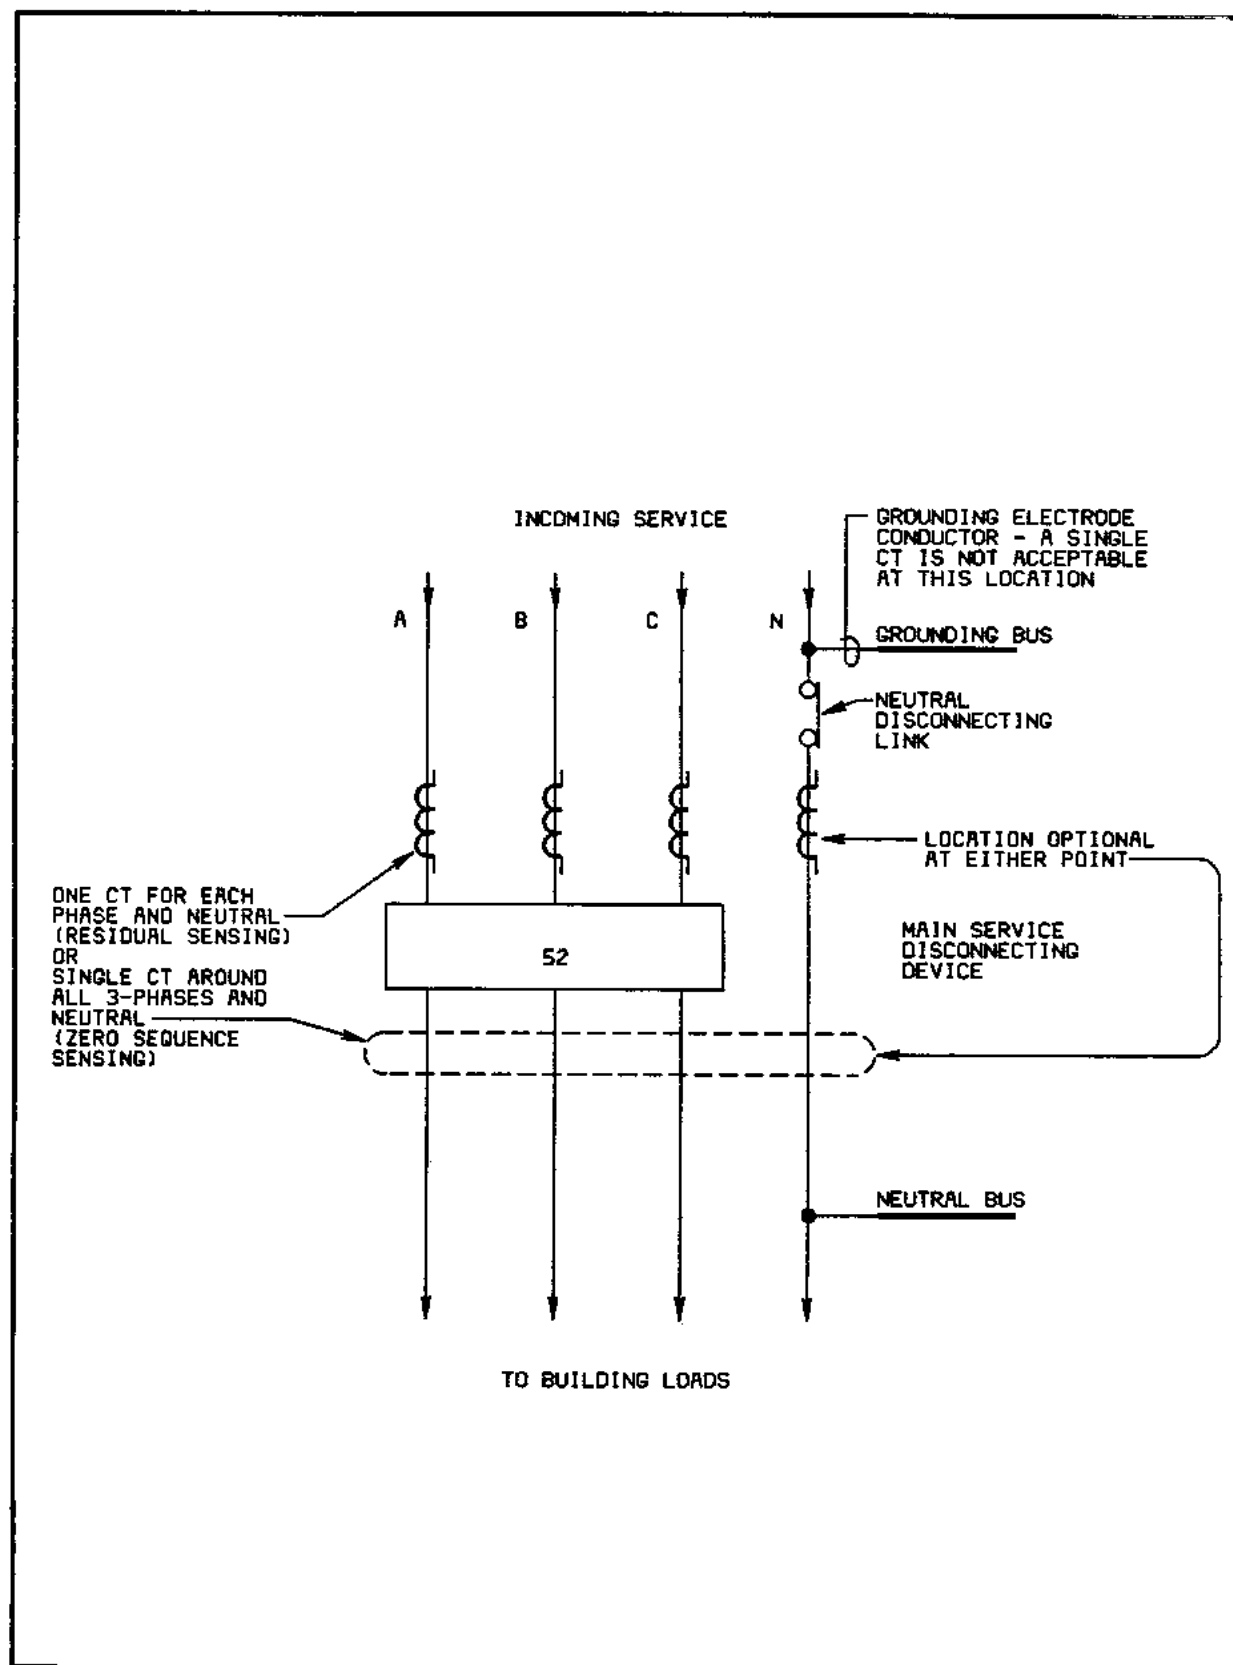 INCOMING SERVICE
GROUNDING ELECTRODE
CONDUCTOR - A SINGLE
CT IS NOT ACCEPTABLE
AT THIS LOCATION
A
B
C
N
GROUNDING BUS
NEUTRAL
DISCONNECTING
LINK
LOCATION OPTIONAL
AT EITHER POINT
ONE CT FOR EACH
PHASE AND NEUTRAL
(RESIDUAL SENSING)
OR
SINGLE CT AROUND
ALL 3-PHASES AND
NEUTRAL
(ZERO SEQUENCE
SENSING)
52
MAIN SERVICE
DISCONNECTING
DEVICE
NEUTRAL BUS
TO BUILDING LOADS